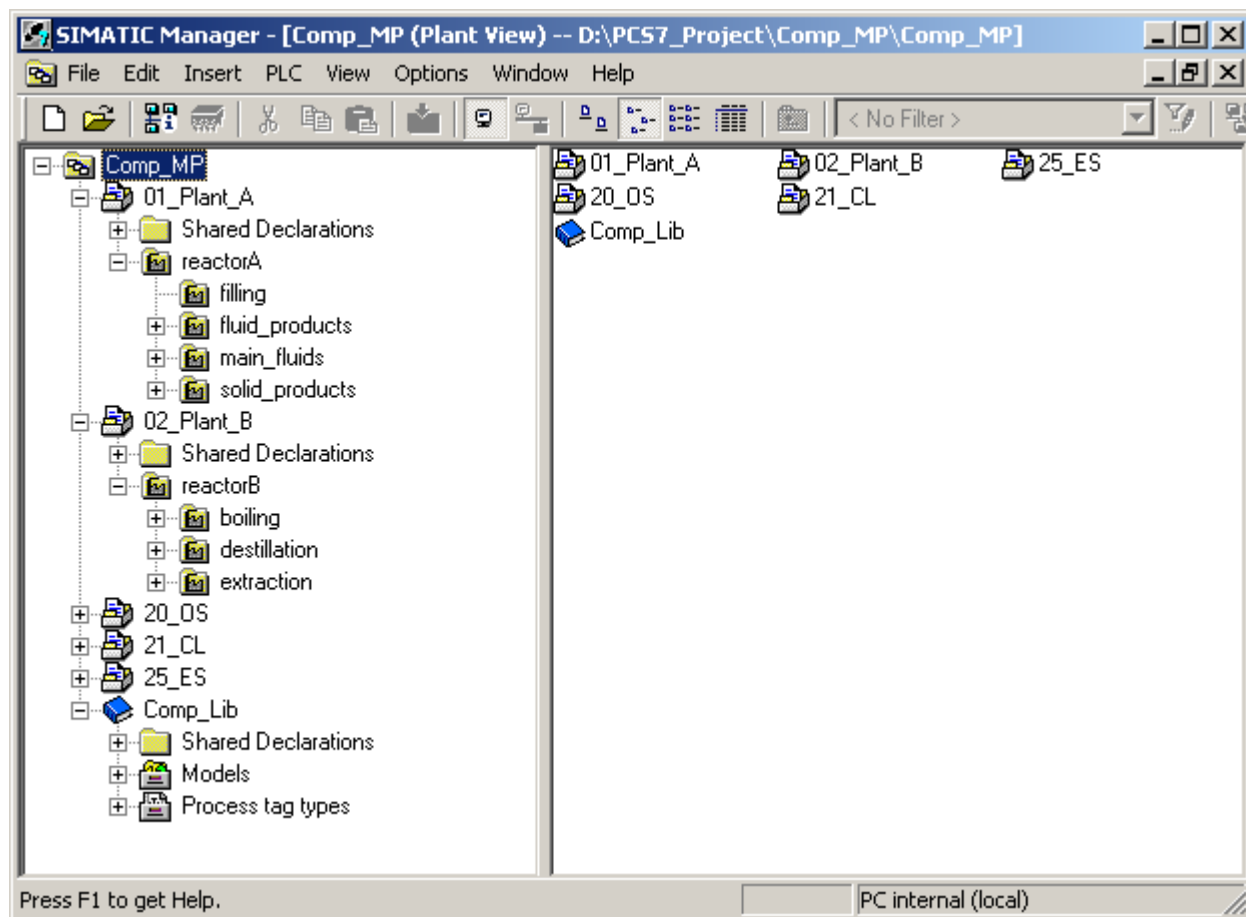 SIMATIC Manager - [Comp_MP (Plant View) -- D:\PCS7_Project\Comp_MP\Comp_MP]
File Edit Insert PLC View Options Window Help
< No Filter >
Comp_MP
01_Plant_A
Shared Declarations
reactorA
filling
fluid_products
main_fluids
solid_products
02_Plant_B
Shared Declarations
reactorB
boiling
destillation
extraction
20_OS
21_CL
25_ES
Comp_Lib
Shared Declarations
Models
Process tag types
01_Plant_A 02_Plant_B 25_ES
20_OS 21_CL
Comp_Lib
Press F1 to get Help. PC internal (local)